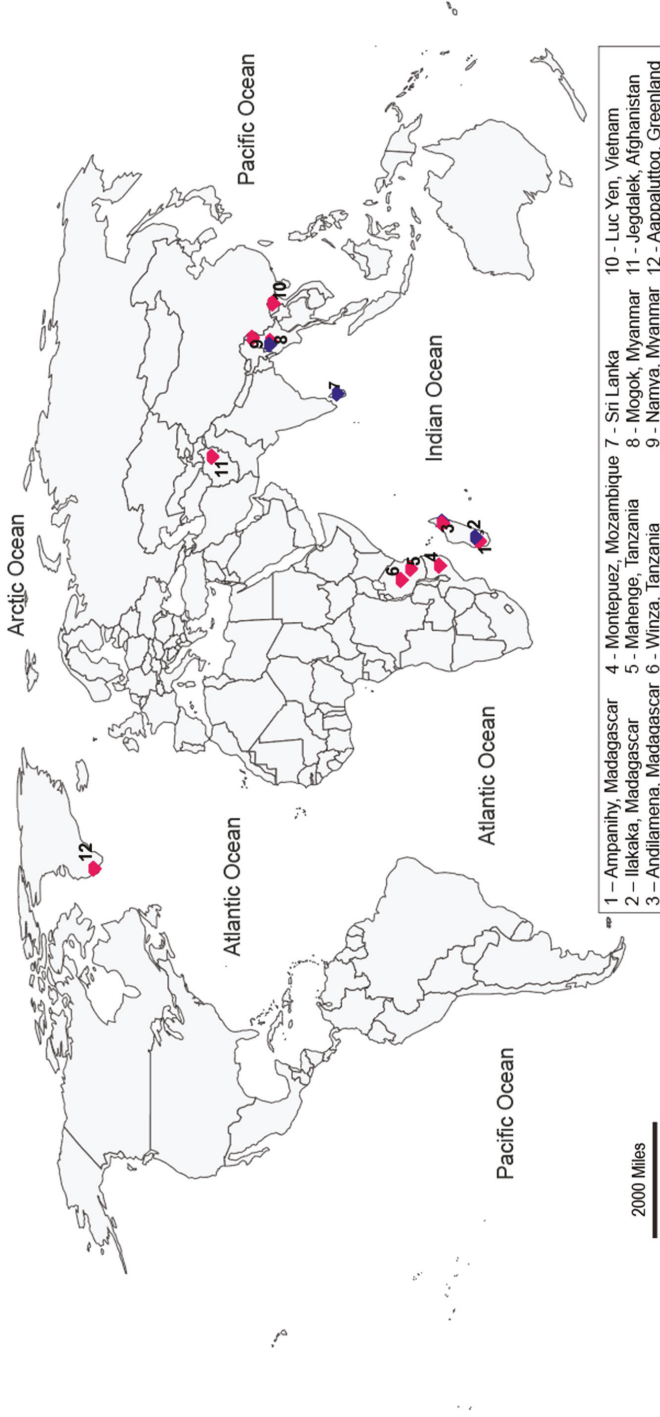 Arctic Ocean
Pacific Ocean
Atlantic Ocean
Indian Ocean
Atlantic Ocean
Pacific Ocean
12
11
9
8
10
7
6
5
4
3
1
,2
2000 Miles
1 – Ampanihy, Madagascar 4 - Montepuez, Mozambique 7 - Sri Lanka 10 - Luc Yen, Vietnam
2 – Ilakaka, Madagascar 5 - Mahenge, Tanzania 8 - Mogok, Myanmar 11 - Jegdalek, Afghanistan
3 – Andilamena, Madagascar 6 - Winza, Tanzania 9 - Namya, Myanmar 12 - Aappaluttoq, Greenland